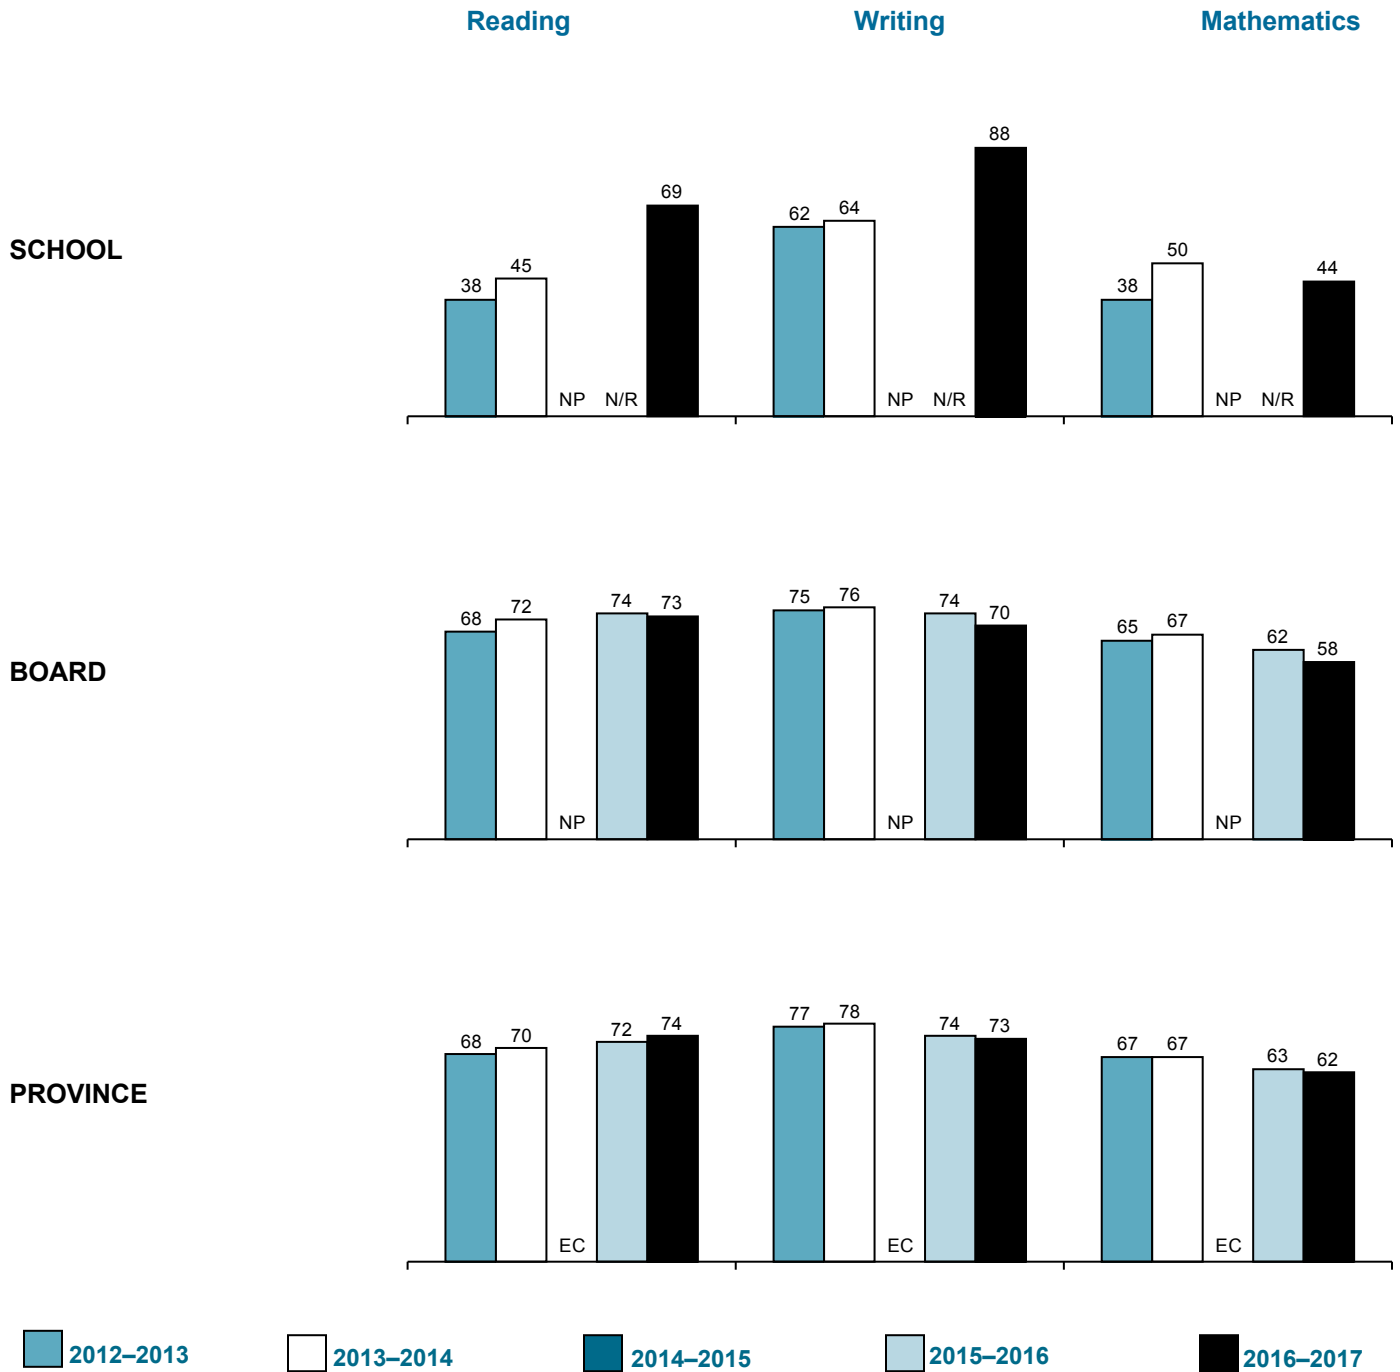 Reading Writing Mathematics
SCHOOL
38 45 NP N/R 69 62 64 NP N/R 88 38 50 NP N/R 44
BOARD
68 72 NP 74 73 75 76 NP 74 70 65 67 NP 62 58
PROVINCE
68 70 EC 72 74 77 78 EC 74 73 67 67 EC 63 62
2012–2013 2013–2014 2014–2015 2015–2016 2016–2017